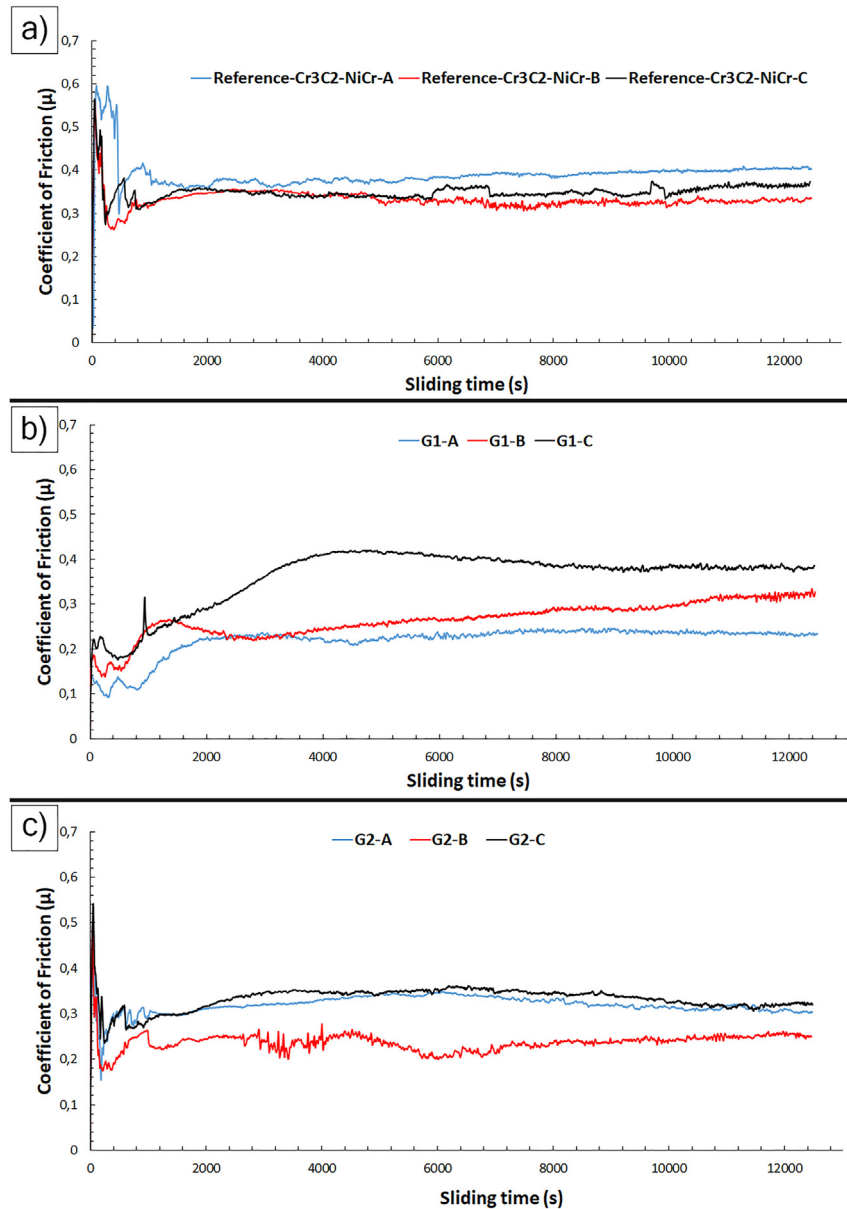 a)
0,7
0,6
0,5
0,4
0,3
0,2
0,1
0
Coefficient of Friction (μ)
Reference-Cr3C2-NiCr-A Reference-Cr3C2-NiCr-B Reference-Cr3C2-NiCr-C
0 2000 4000 6000 8000 10000 12000
Sliding time (s)
b)
0,7
0,6
0,5
0,4
0,3
0,2
0,1
0
Coefficient of Friction (μ)
G1-A G1-B G1-C
0 2000 4000 6000 8000 10000 12000
Sliding time (s)
c)
0,7
0,6
0,5
0,4
0,3
0,2
0,1
0
Coefficient of Friction (μ)
G2-A G2-B G2-C
0 2000 4000 6000 8000 10000 12000
Sliding time (s)